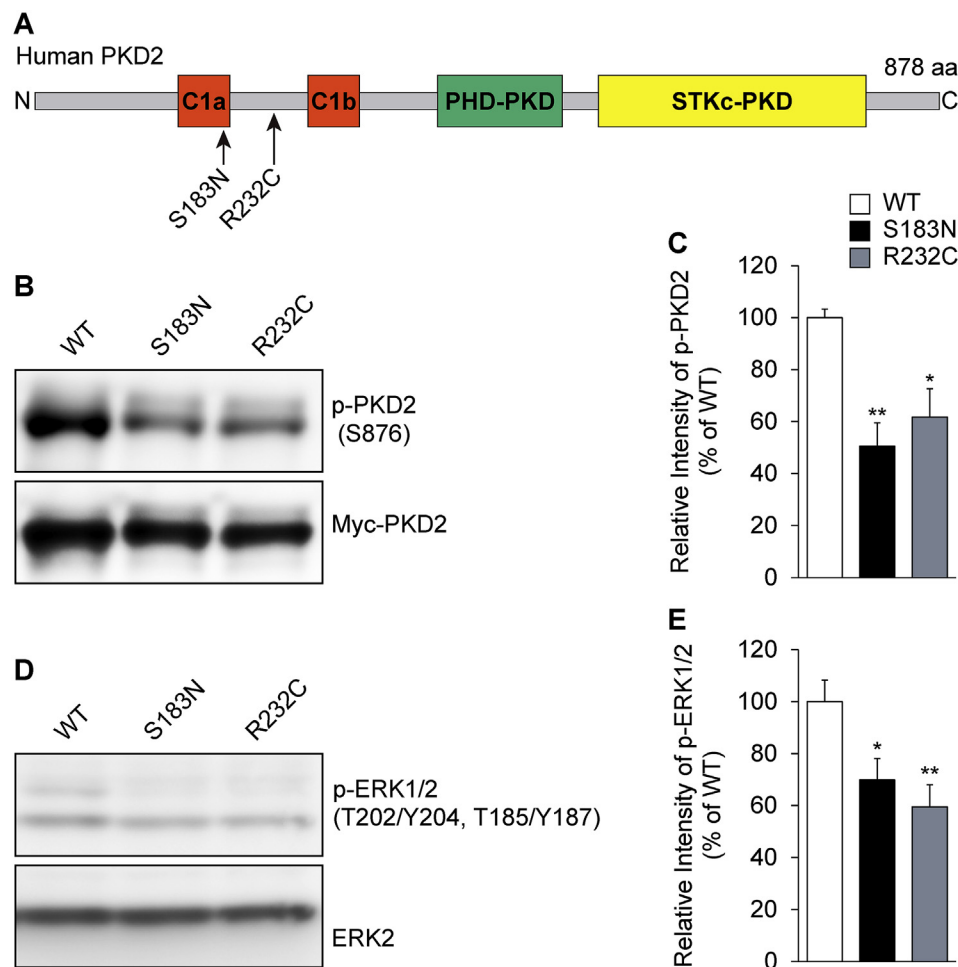 A
Human PKD2
878 aa
N
C1a
C1b
PHD-PKD
STKc-PKD
C
S183N
R232C
WT
S183N
R232C
B
WT
S183N
R232C
p-PKD2
(S876)
Myc-PKD2
C
Relative Intensity of p-PKD2
(% of WT)
120
100
80
60
40
20
0
**
*
D
WT
S183N
R232C
p-ERK1/2
(T202/Y204, T185/Y187)
ERK2
E
Relative Intensity of p-ERK1/2
(% of WT)
120
100
80
60
40
20
0
*
**